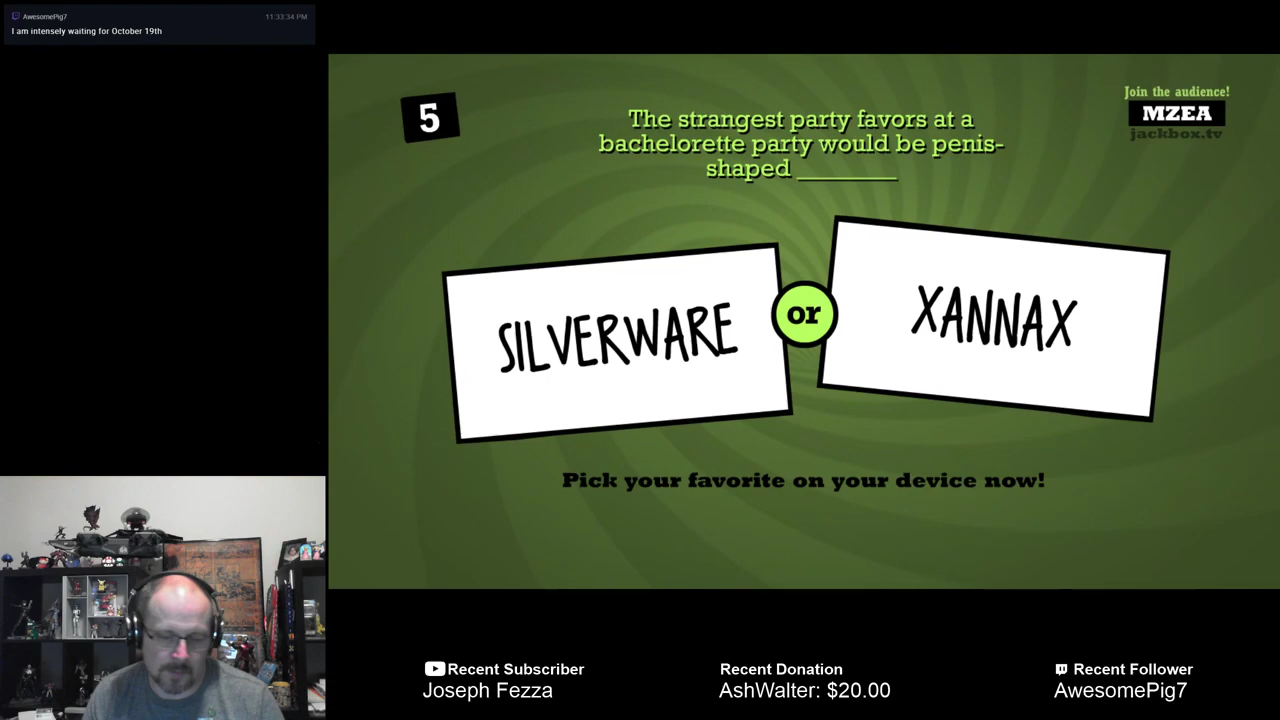 AwesomePig7
11:33:34 PM
I am intensely waiting for October 19th
5
The strangest party favors at a
bachelorette party would be penis-
shaped ________
Join the audience!
MZEA
jackbox.tv
SILVERWARE
or
XANNAX
Pick your favorite on your device now!
Recent Subscriber
Joseph Fezza
Recent Donation
AshWalter: $20.00
Recent Follower
AwesomePig7